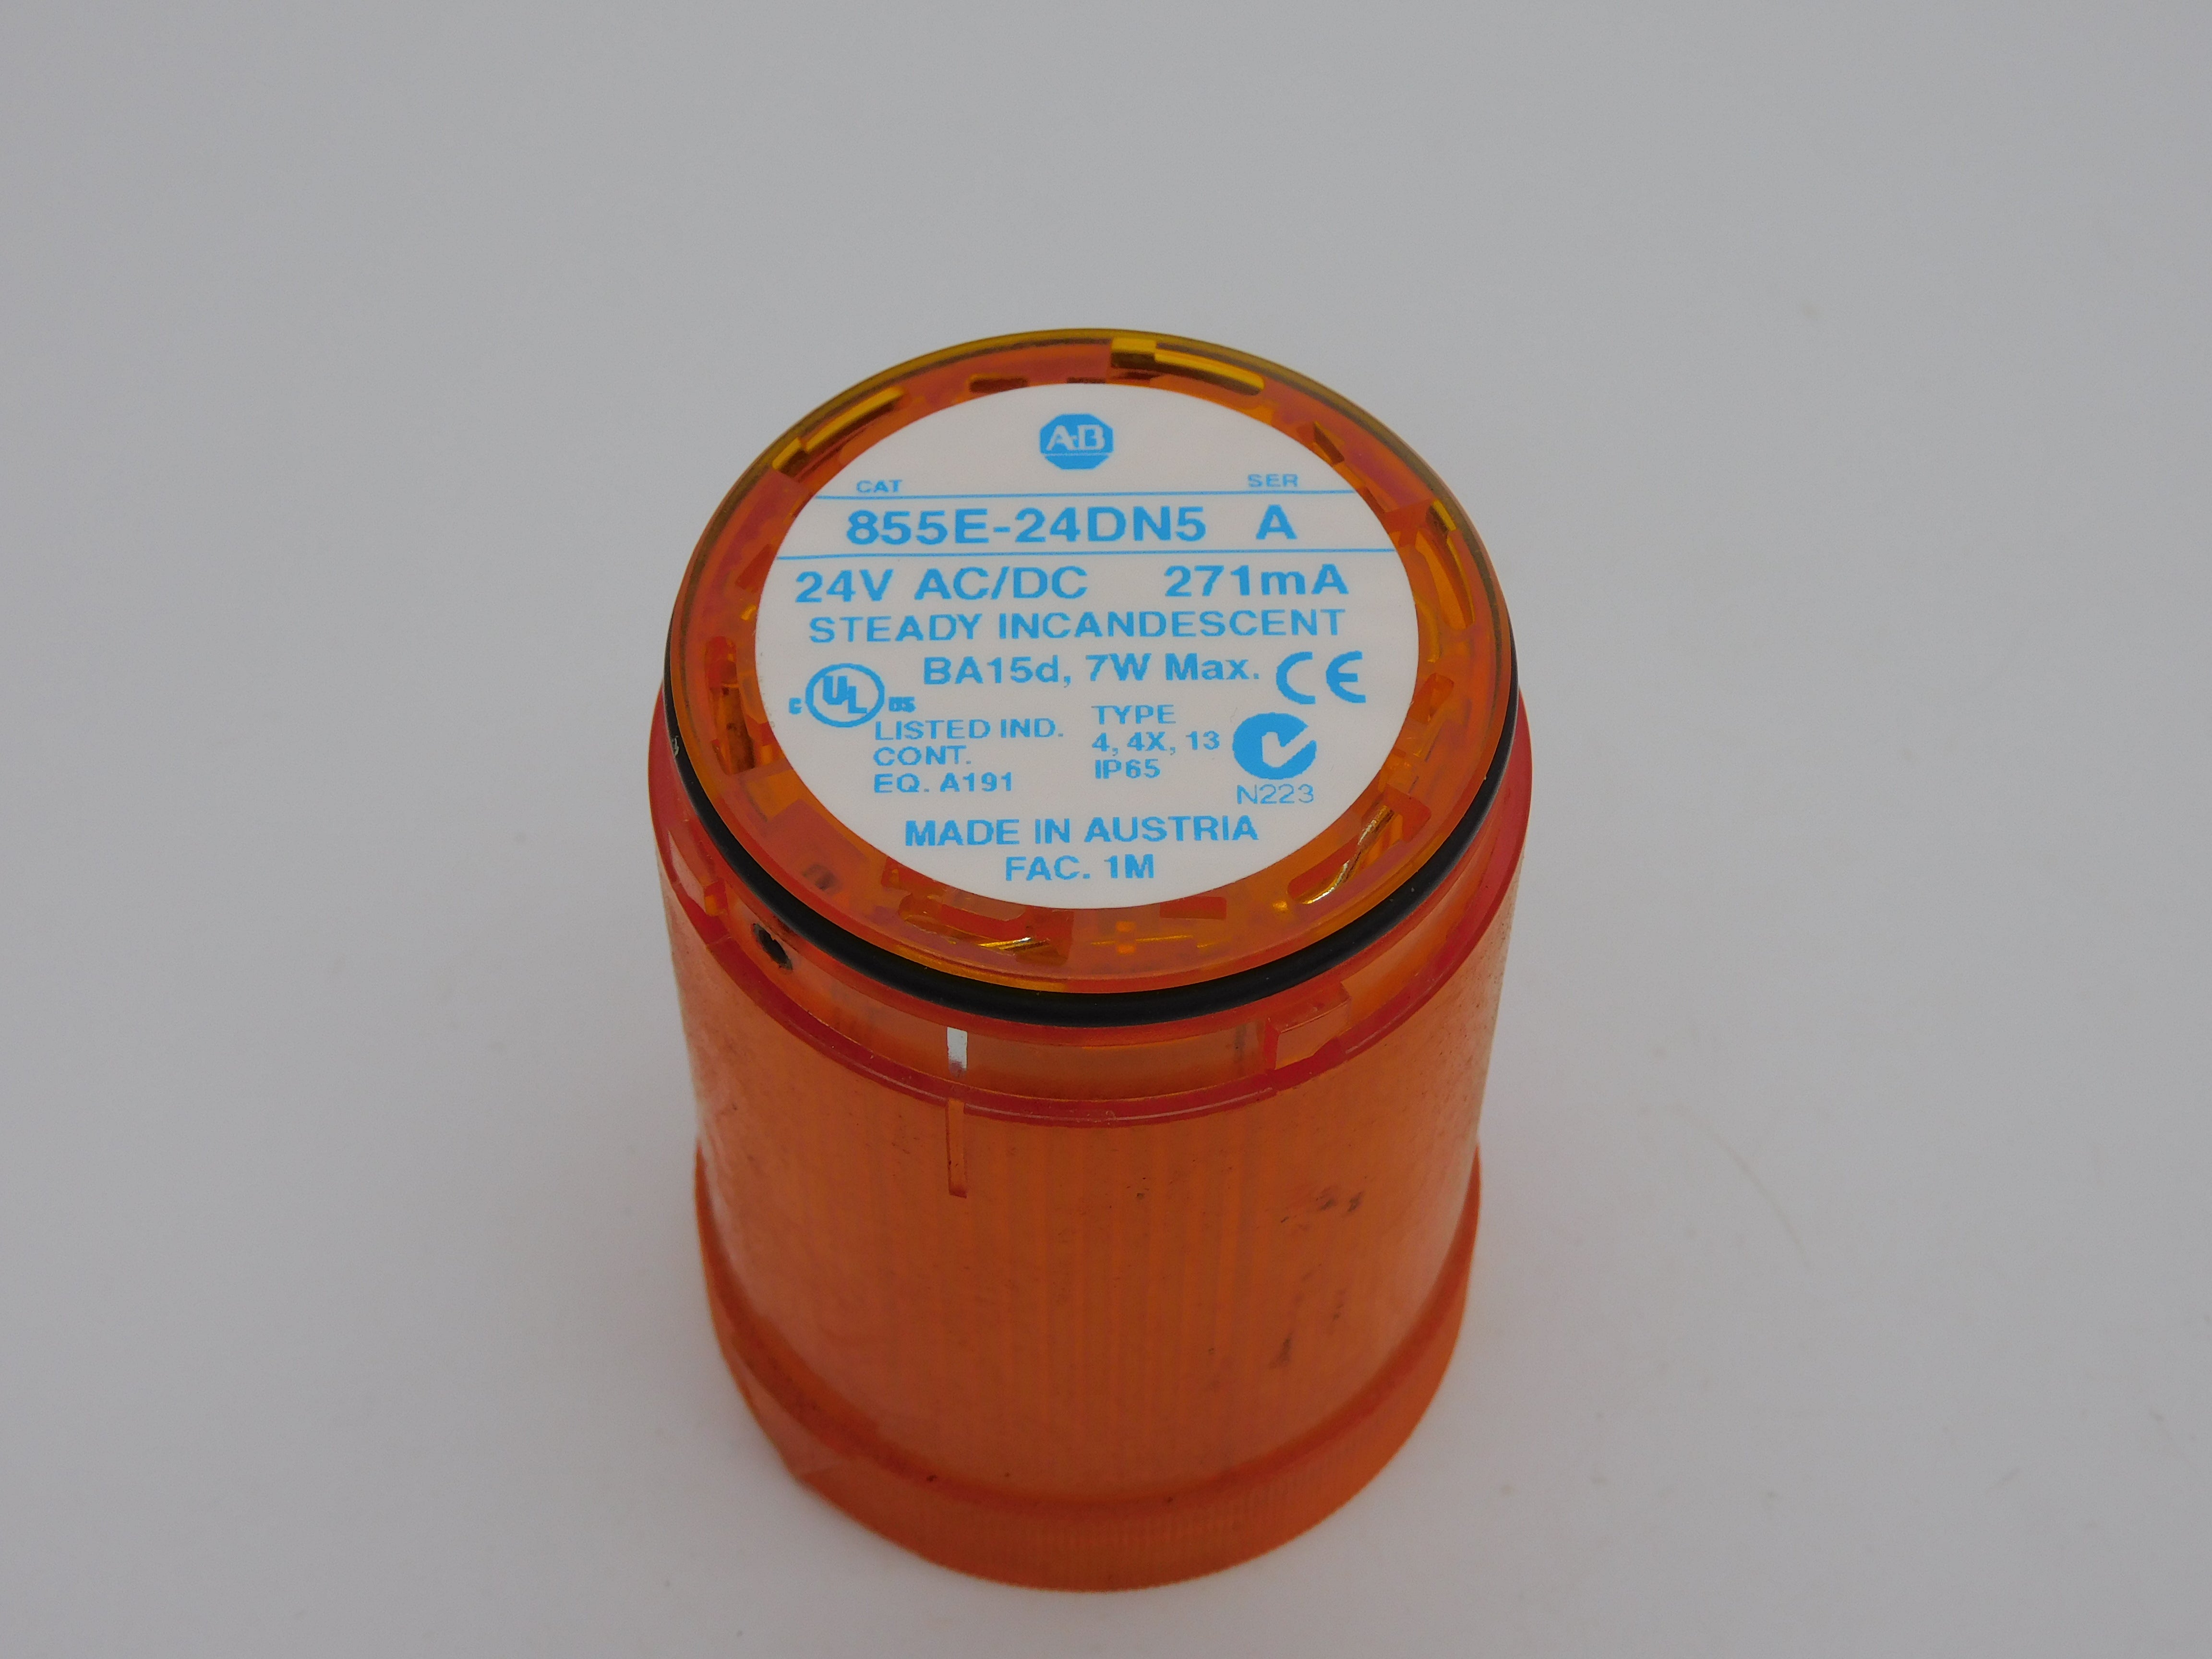 A-B
CAT SER
855E-24DN5 A
24V AC/DC 271mA
STEADY INCANDESCENT
BA15d, 7W Max. CE
C UL US
LISTED IND.
CONT.
EQ. A191
TYPE
4, 4X, 13
IP65
N223
MADE IN AUSTRIA
FAC. 1M